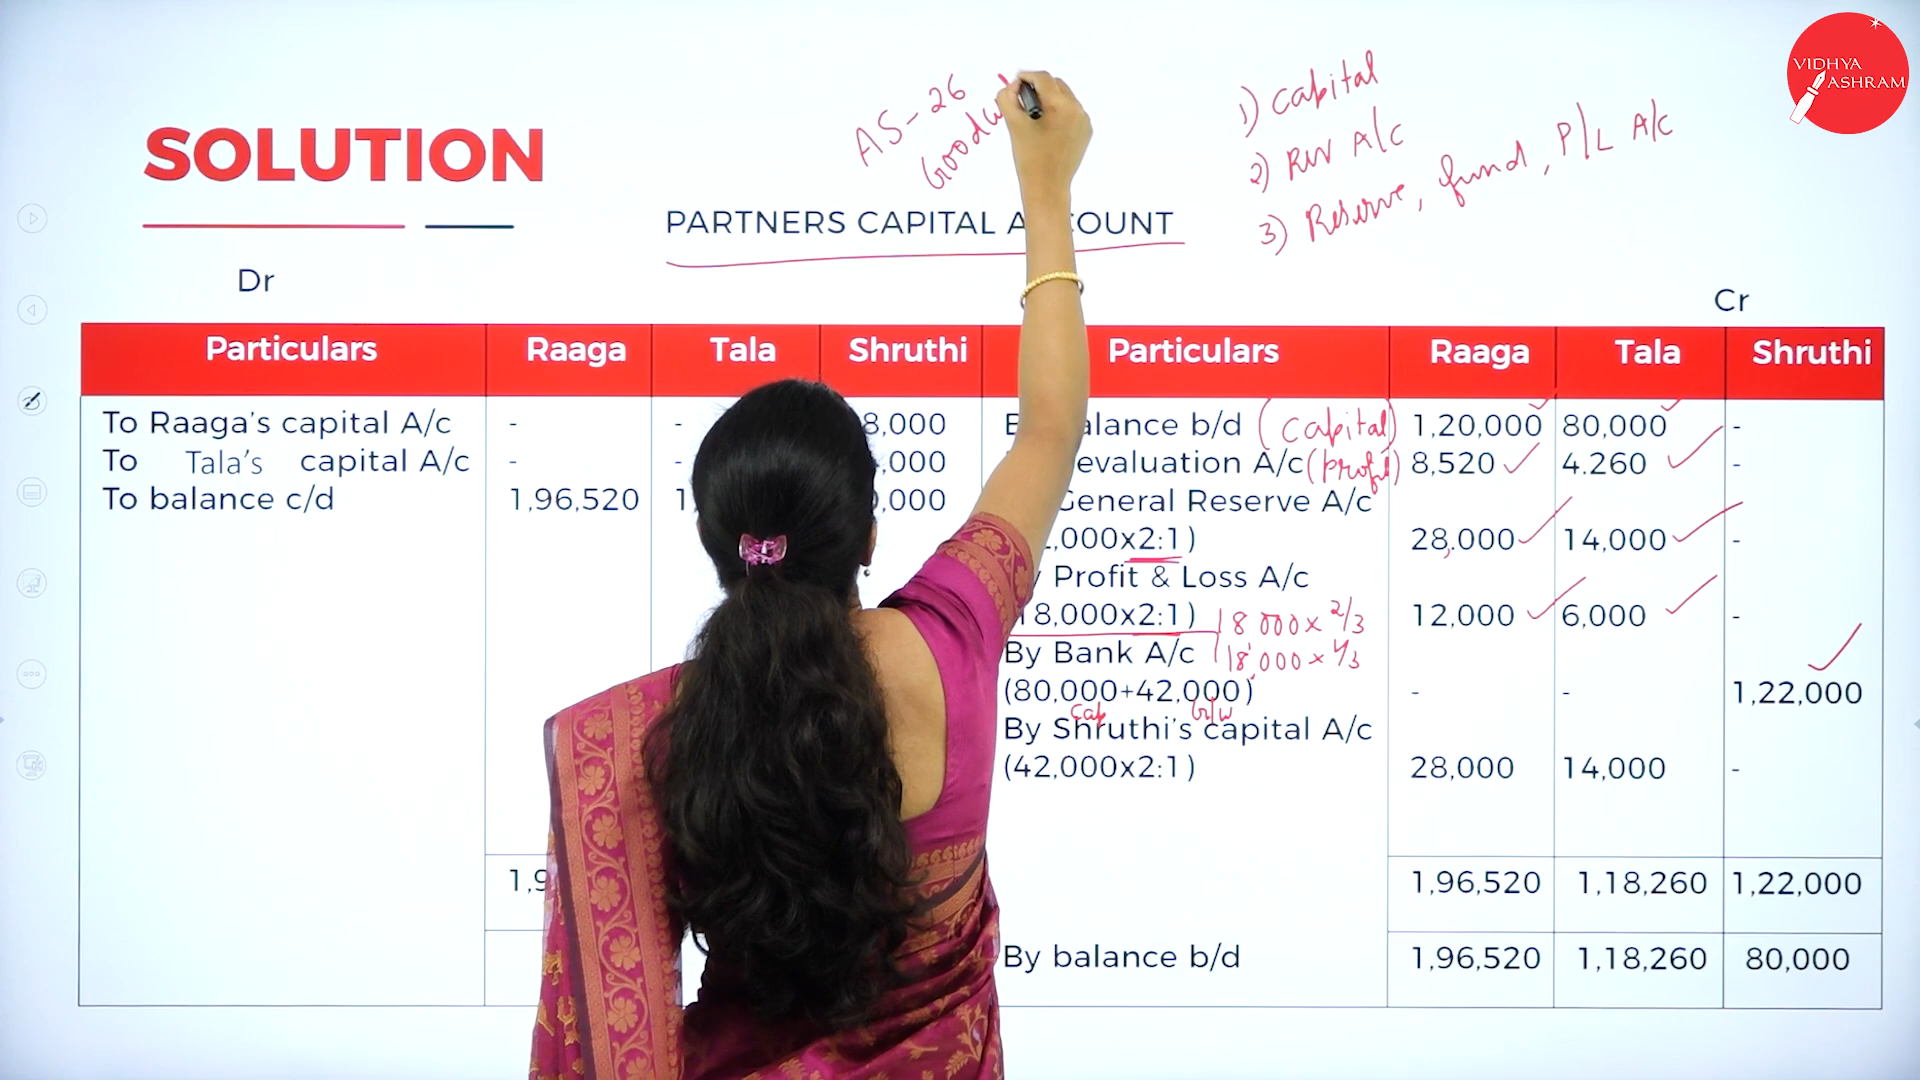 VIDHYA
ASHRAM
SOLUTION
AS-26
1) Capital
2) Rev A/c
3) Reserve, fund, P/L A/c
PARTNERS CAPITAL A COUNT
Dr
Cr
Particulars Raaga Tala Shruthi Particulars Raaga Tala Shruthi
To Raaga's capital A/c - - 8,000 alance b/d (Capital) 1,20,000 80,000 -
To Tala's capital A/c - - ,000 evaluation A/c (profit) 8,520 4.260 -
To balance c/d 1,96,520 1 ,000 General Reserve A/c
,000x2:1) 28,000 14,000 -
Profit & Loss A/c
18,000x2:1) 18 000 x 2/3 12,000 6,000 -
By Bank A/c 18,000 x 1/3
(80,000+42,000) - - 1,22,000
Cap G/w
By Shruthi's capital A/c
(42,000x2:1) 28,000 14,000 -
1,9 1,96,520 1,18,260 1,22,000
By balance b/d 1,96,520 1,18,260 80,000